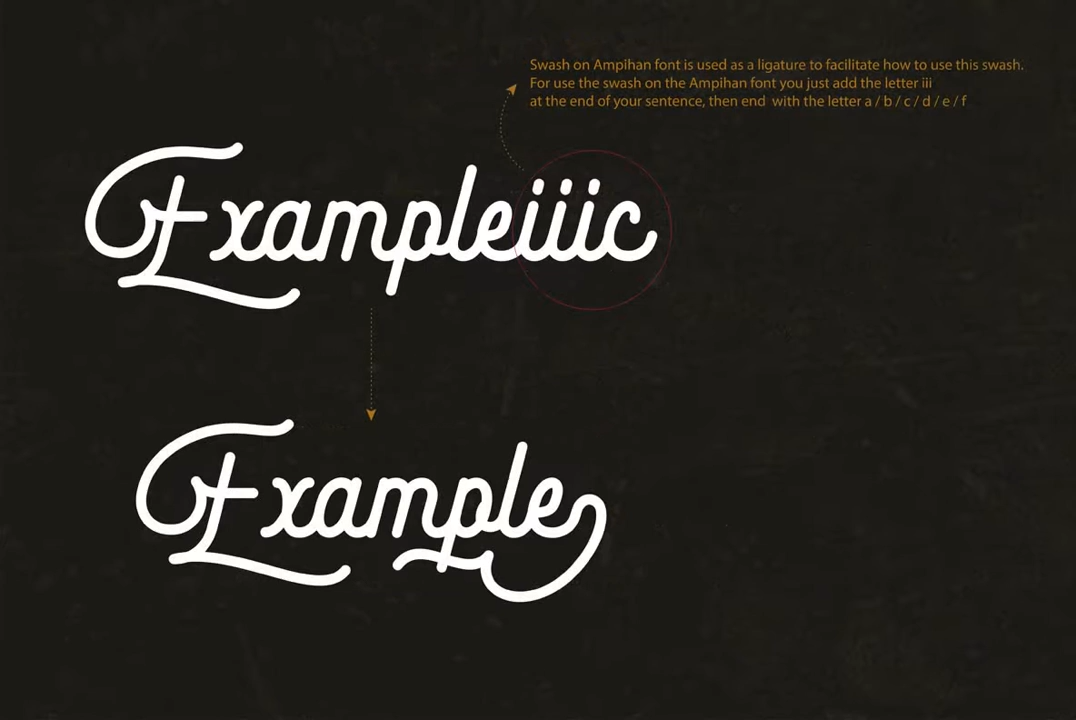 Swash on Ampihan font is used as a ligature to facilitate how to use this swash.
For use the swash on the Ampihan font you just add the letter iii
at the end of your sentence, then end with the letter a / b / c / d / e / f
Exampleiiic
Example